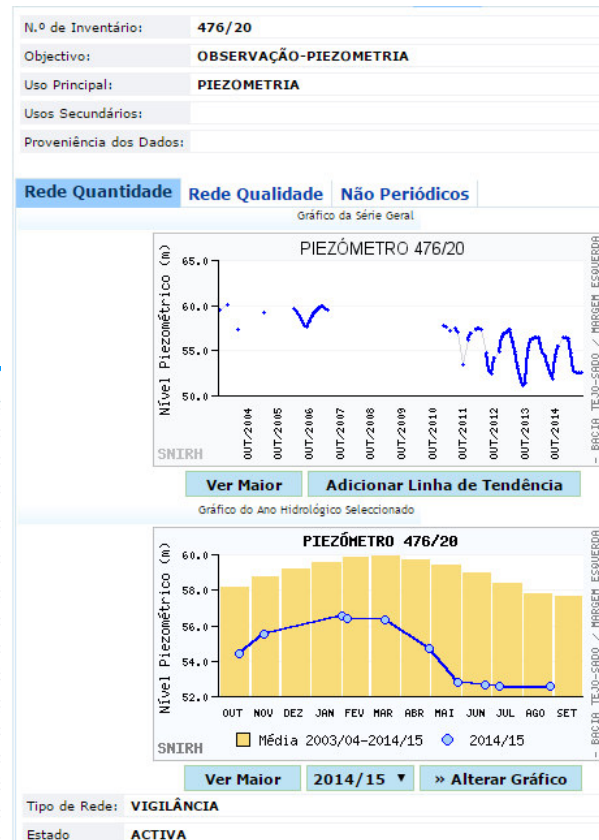 N.º de Inventário: 476/20
Objectivo: OBSERVAÇÃO-PIEZOMETRIA
Uso Principal: PIEZOMETRIA
Usos Secundários:
Proveniência dos Dados:
Rede Quantidade Rede Qualidade Não Periódicos
Gráfico da Série Geral
PIEZÓMETRO 476/20
Nível Piezométrico (m)
65.0
60.0
55.0
50.0
OUT.2004 OUT.2005 OUT.2006 OUT.2007 OUT.2008 OUT.2009 OUT.2010 OUT.2011 OUT.2012 OUT.2013 OUT.2014
SNIRH
- BACIA TEJO-SADO / MARGEM ESQUERDA
Ver Maior Adicionar Linha de Tendência
Gráfico do Ano Hidrológico Seleccionado
PIEZÓMETRO 476/20
Nível Piezométrico (m)
60.0
58.0
56.0
54.0
52.0
OUT NOV DEZ JAN FEV MAR ABR MAI JUN JUL AGO SET
Média 2003/04-2014/15 2014/15
SNIRH
- BACIA TEJO-SADO / MARGEM ESQUERDA
Ver Maior 2014/15 ▼ » Alterar Gráfico
Tipo de Rede: VIGILÂNCIA
Estado ACTIVA